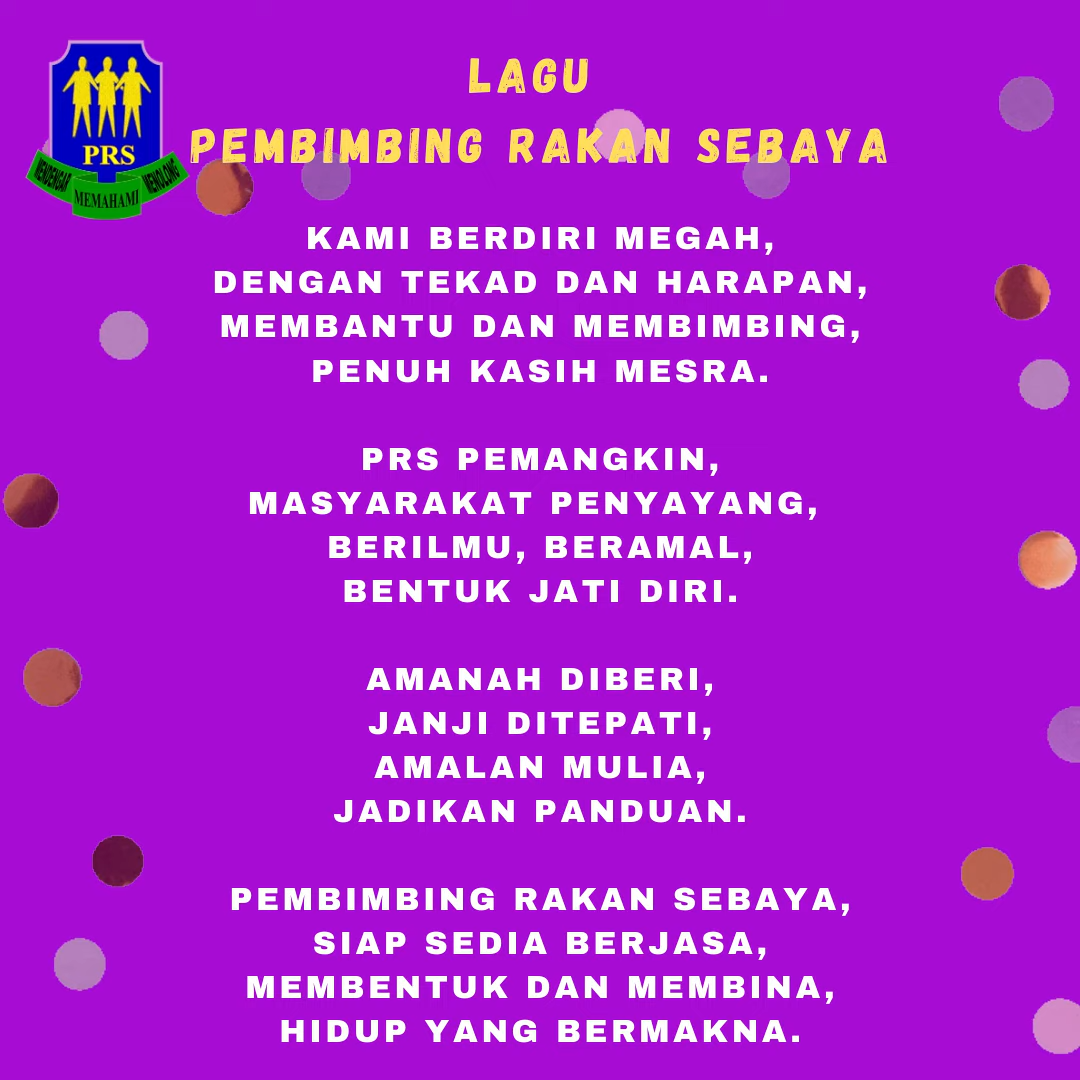 LAGU
PEMBIMBING RAKAN SEBAYA
PRS
MENDENGAR MEMAHAMI MENOLONG
KAMI BERDIRI MEGAH,
DENGAN TEKAD DAN HARAPAN,
MEMBANTU DAN MEMBIMBING,
PENUH KASIH MESRA.
PRS PEMANGKIN,
MASYARAKAT PENYAYANG,
BERILMU, BERAMAL,
BENTUK JATI DIRI.
AMANAH DIBERI,
JANJI DITEPATI,
AMALAN MULIA,
JADIKAN PANDUAN.
PEMBIMBING RAKAN SEBAYA,
SIAP SEDIA BERJASA,
MEMBENTUK DAN MEMBINA,
HIDUP YANG BERMAKNA.